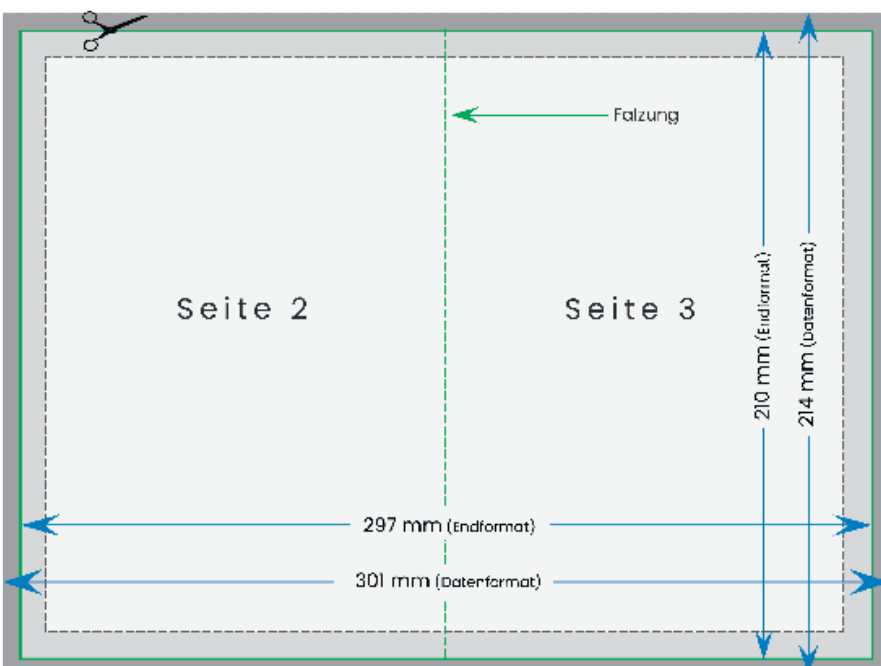 Falzung
Seite 2
Seite 3
210 mm (Endformat)
214 mm (Datenformat)
297 mm (Endformat)
301 mm (Datenformat)